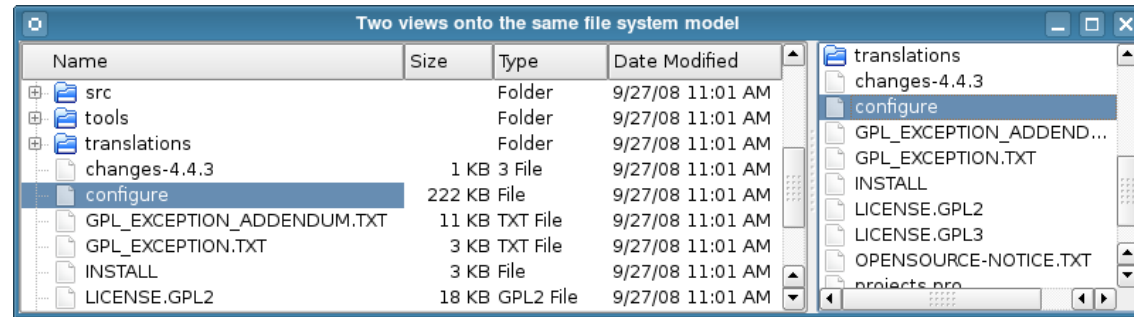 Two views onto the same file system model
Name Size Type Date Modified
src Folder 9/27/08 11:01 AM
tools Folder 9/27/08 11:01 AM
translations Folder 9/27/08 11:01 AM
changes-4.4.3 1 KB 3 File 9/27/08 11:01 AM
configure 222 KB File 9/27/08 11:01 AM
GPL_EXCEPTION_ADDENDUM.TXT 11 KB TXT File 9/27/08 11:01 AM
GPL_EXCEPTION.TXT 3 KB TXT File 9/27/08 11:01 AM
INSTALL 3 KB File 9/27/08 11:01 AM
LICENSE.GPL2 18 KB GPL2 File 9/27/08 11:01 AM
translations
changes-4.4.3
configure
GPL_EXCEPTION_ADDEND...
GPL_EXCEPTION.TXT
INSTALL
LICENSE.GPL2
LICENSE.GPL3
OPENSOURCE-NOTICE.TXT
projects.pro